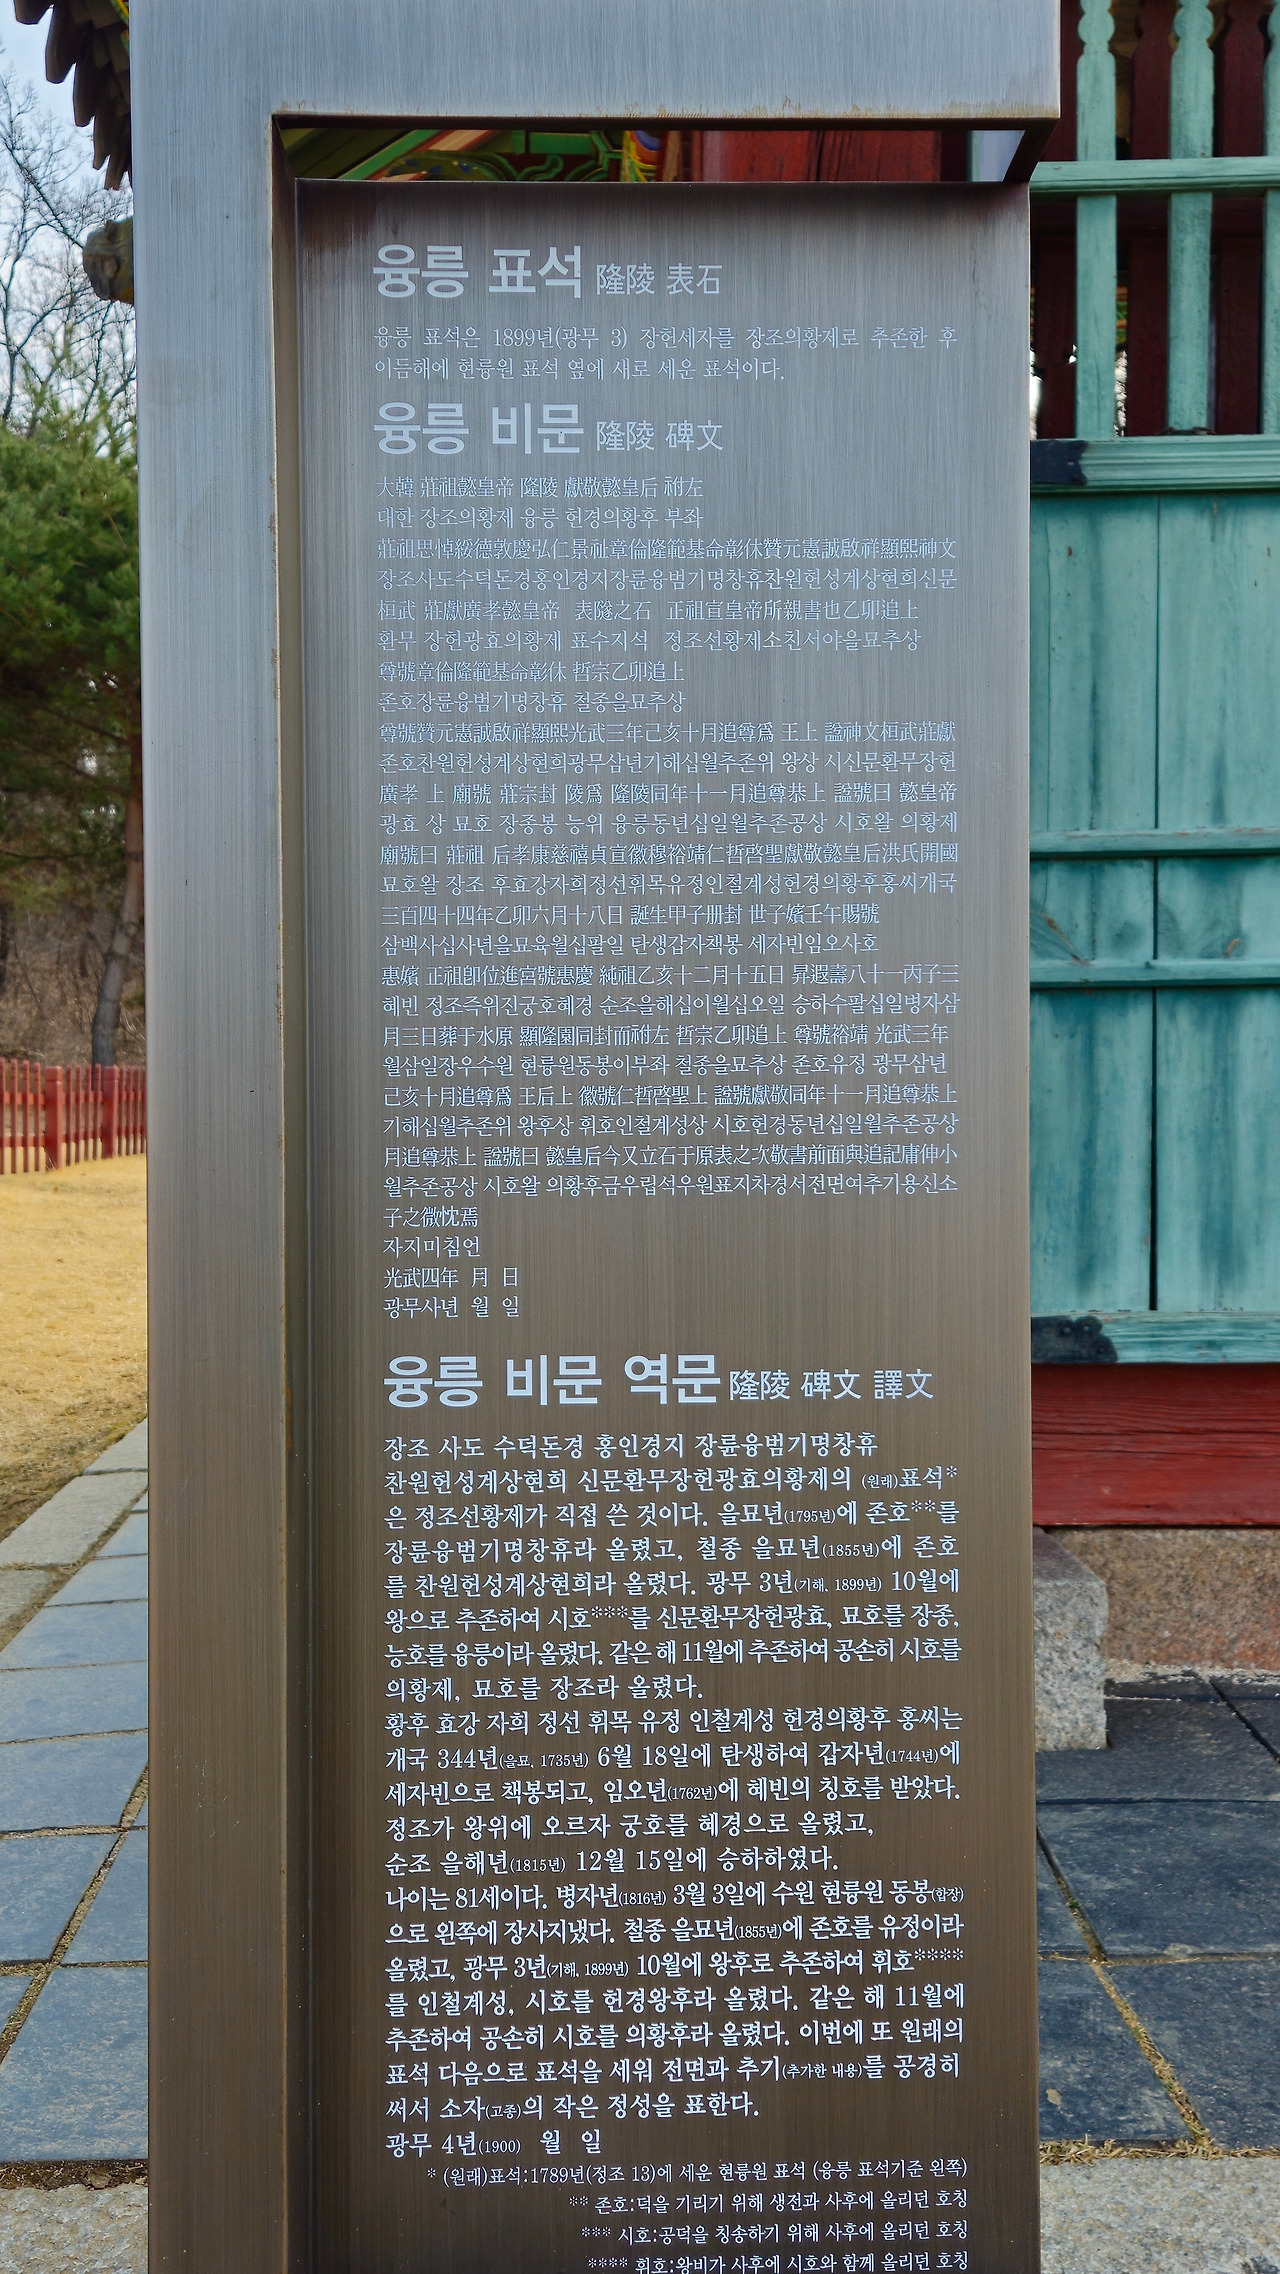 융릉 표석 隆陵 表石
융릉 표석은 1899년(광무 3) 장헌세자를 장조의황제로 추존한 후
이듬해에 현륭원 표석 옆에 새로 세운 표석이다.
융릉 비문 隆陵 碑文
大韓 莊祖懿皇帝 隆陵 獻敬懿皇后 祔左
대한 장조의황제 융릉 헌경의황후 부좌
莊祖思悼綏德敦慶弘仁景祉章倫隆範基命彰休贊元憲誠啟祥顯熙神文
장조사도수덕돈경홍인경지장륜융범기명창휴찬원헌성계상현희신문
桓武 莊獻廣孝懿皇帝 表隧之石 正祖宣皇帝所親書也乙卯追上
환무 장헌광효의황제 표수지석 정조선황제소친서야을묘추상
尊號章倫隆範基命彰休 哲宗乙卯追上
존호장륜융범기명창휴 철종을묘추상
尊號贊元憲誠啟祥顯熙光武三年己亥十月追尊爲 王上 諡神文桓武莊獻
존호찬원헌성계상현희광무삼년기해십월추존위 왕상 시신문환무장헌
廣孝 上 廟號 莊宗封 陵爲 隆陵同年十一月追尊恭上 諡號曰 懿皇帝
광효 상 묘호 장종봉 능위 융릉동년십일월추존공상 시호왈 의황제
廟號曰 莊祖 后孝康慈禧貞宣徽穆裕靖仁哲啓聖獻敬懿皇后洪氏開國
묘호왈 장조 후효강자희정선휘목유정인철계성헌경의황후홍씨개국
三百四十四年乙卯六月十八日 誕生甲子册封 世子嬪壬午賜號
삼백사십사년을묘육월십팔일 탄생갑자책봉 세자빈임오사호
惠嬪 正祖卽位進宮號惠慶 純祖乙亥十二月十五日 昇遐壽八十一丙子三
혜빈 정조즉위진궁호혜경 순조을해십이월십오일 승하수팔십일병자삼
月三日葬于水原 顯隆園同封而祔左 哲宗乙卯追上 尊號裕靖 光武三年
월삼일장우수원 현륭원동봉이부좌 철종을묘추상 존호유정 광무삼년
己亥十月追尊爲 王后上 徽號仁哲啓聖上 諡號獻敬同年十一月追尊恭上
기해십월추존위 왕후상 휘호인철계성상 시호헌경동년십일월추존공상
月追尊恭上 諡號曰 懿皇后今又立石于原表之次敬書前面與追記庸伸小
월추존공상 시호왈 의황후금우립석우원표지차경서전면여추기용신소
子之微忱焉
자지미침언
光武四年 月 日
광무사년 월 일
융릉 비문 역문 隆陵 碑文 譯文
장조 사도 수덕돈경 홍인경지 장륜융범기명창휴
찬원헌성계상현희 신문환무장헌광효의황제의 (원래)표석*
은 정조선황제가 직접 쓴 것이다. 을묘년(1795년)에 존호**를
장륜융범기명창휴라 올렸고, 철종 을묘년(1855년)에 존호
를 찬원헌성계상현희라 올렸다. 광무 3년(기해, 1899년) 10월에
왕으로 추존하여 시호***를 신문환무장헌광효, 묘호를 장종,
능호를 융릉이라 올렸다. 같은 해 11월에 추존하여 공손히 시호를
의황제, 묘호를 장조라 올렸다.
황후 효강 자희 정선 휘목 유정 인철계성 헌경의황후 홍씨는
개국 344년(을묘, 1735년) 6월 18일에 탄생하여 갑자년(1744년)에
세자빈으로 책봉되고, 임오년(1762년)에 혜빈의 칭호를 받았다.
정조가 왕위에 오르자 궁호를 혜경으로 올렸고,
순조 을해년(1815년) 12월 15일에 승하하였다.
나이는 81세이다. 병자년(1816년) 3월 3일에 수원 현륭원 동봉(합장)
으로 왼쪽에 장사지냈다. 철종 을묘년(1855년)에 존호를 유정이라
올렸고, 광무 3년(기해, 1899년) 10월에 왕후로 추존하여 휘호****
를 인철계성, 시호를 헌경왕후라 올렸다. 같은 해 11월에
추존하여 공손히 시호를 의황후라 올렸다. 이번에 또 원래의
표석 다음으로 표석을 세워 전면과 추기(추가한 내용)를 공경히
써서 소자(고종)의 작은 정성을 표한다.
광무 4년(1900) 월 일
* (원래)표석:1789년(정조 13)에 세운 현륭원 표석 (융릉 표석기준 왼쪽)
** 존호:덕을 기리기 위해 생전과 사후에 올리던 호칭
*** 시호:공덕을 칭송하기 위해 사후에 올리던 호칭
**** 휘호:왕비가 사후에 시호와 함께 올리던 호칭